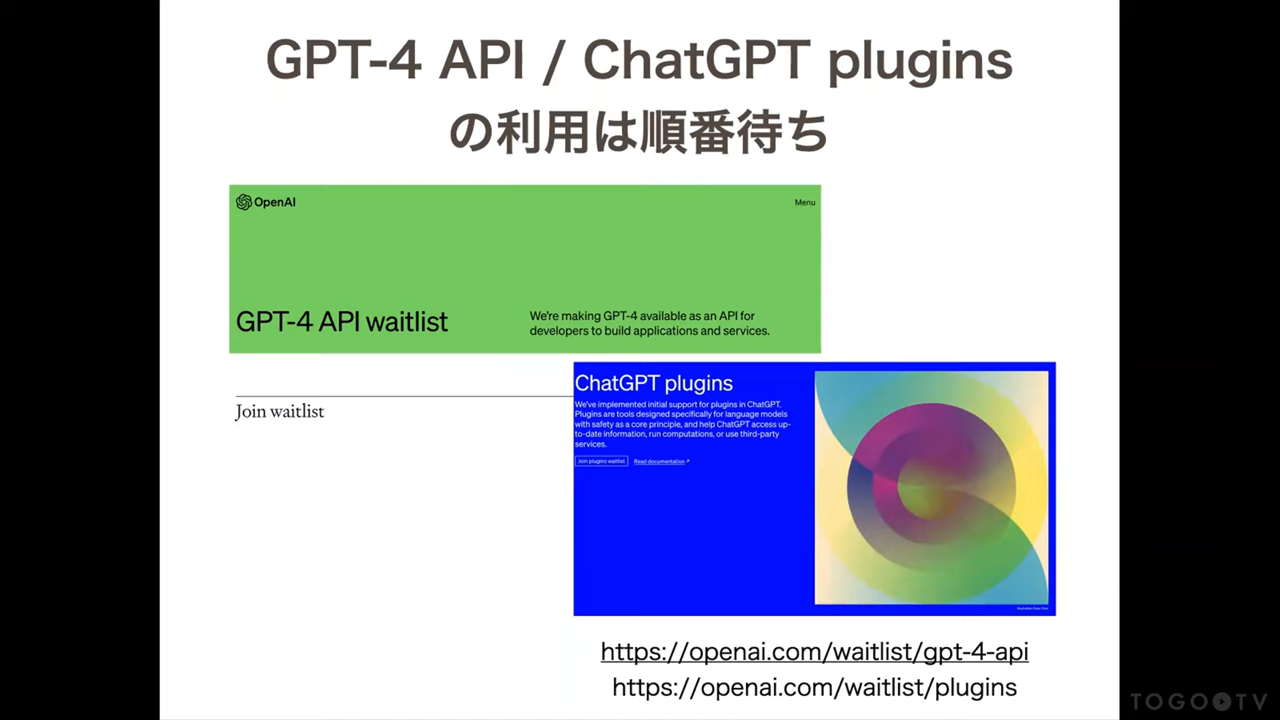 GPT-4 API / ChatGPT plugins
の利用は順番待ち
OpenAI
Menu
GPT-4 API waitlist
We're making GPT-4 available as an API for
developers to build applications and services.
Join waitlist
ChatGPT plugins
We've implemented initial support for plugins in ChatGPT.
Plugins are tools designed specifically for language models
with safety as a core principle, and help ChatGPT access up-
to-date information, run computations, or use third-party
services.
Join plugins waitlist
Read documentation ↗
https://openai.com/waitlist/gpt-4-api
https://openai.com/waitlist/plugins
TOGO TV